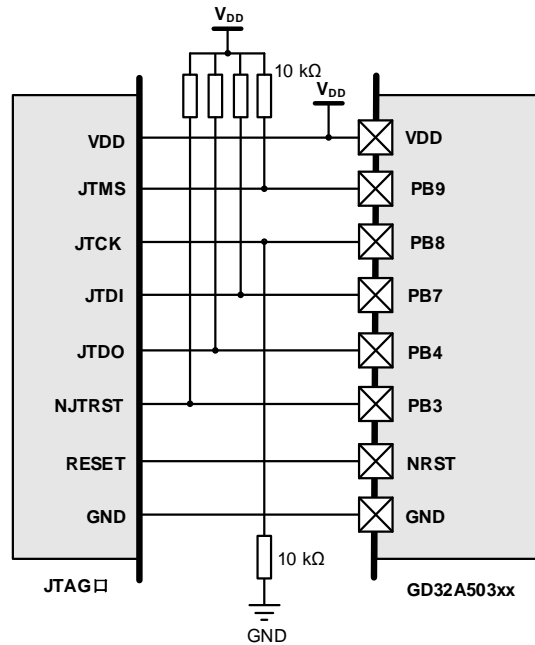 VDD
10 kΩ
VDD
VDD VDD
JTMS PB9
JTCK PB8
JTDI PB7
JTDO PB4
NJTRST PB3
RESET NRST
GND GND
10 kΩ
JTAG口 GD32A503xx
GND